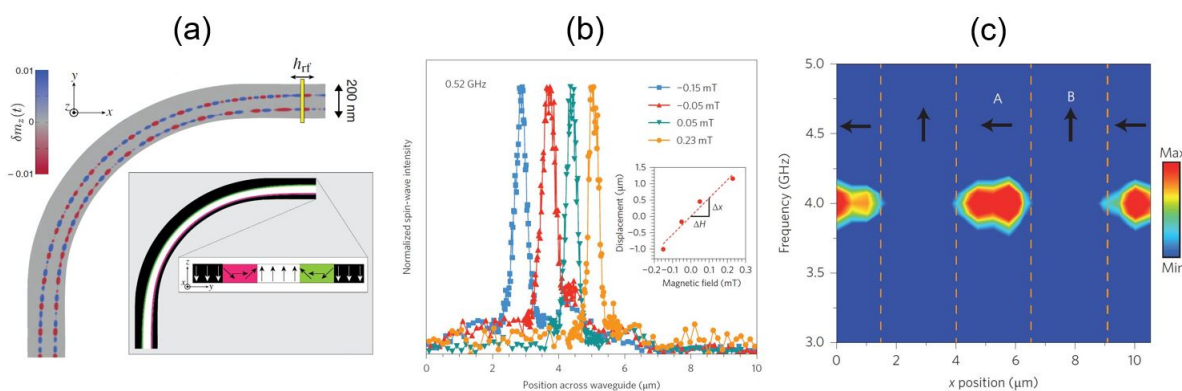 (a)
(b)
(c)
0.01
0
− 0.01
δm_z(t)
y
z
x
h_rf
200 nm
z
x
y
0.52 GHz
−0.15 mT
−0.05 mT
0.05 mT
0.23 mT
Normalized spin-wave intensity
Displacement (μm)
1.5
1.0
0.5
0.0
−0.5
−1.0
Δx
ΔH
−0.2 −0.1 0.0 0.1 0.2
Magnetic field (mT)
0 2 4 6 8 10
Position across waveguide (μm)
Frequency (GHz)
5.0
4.5
4.0
3.5
3.0
A
B
Max
Min
0 2 4 6 8 10
x position (μm)